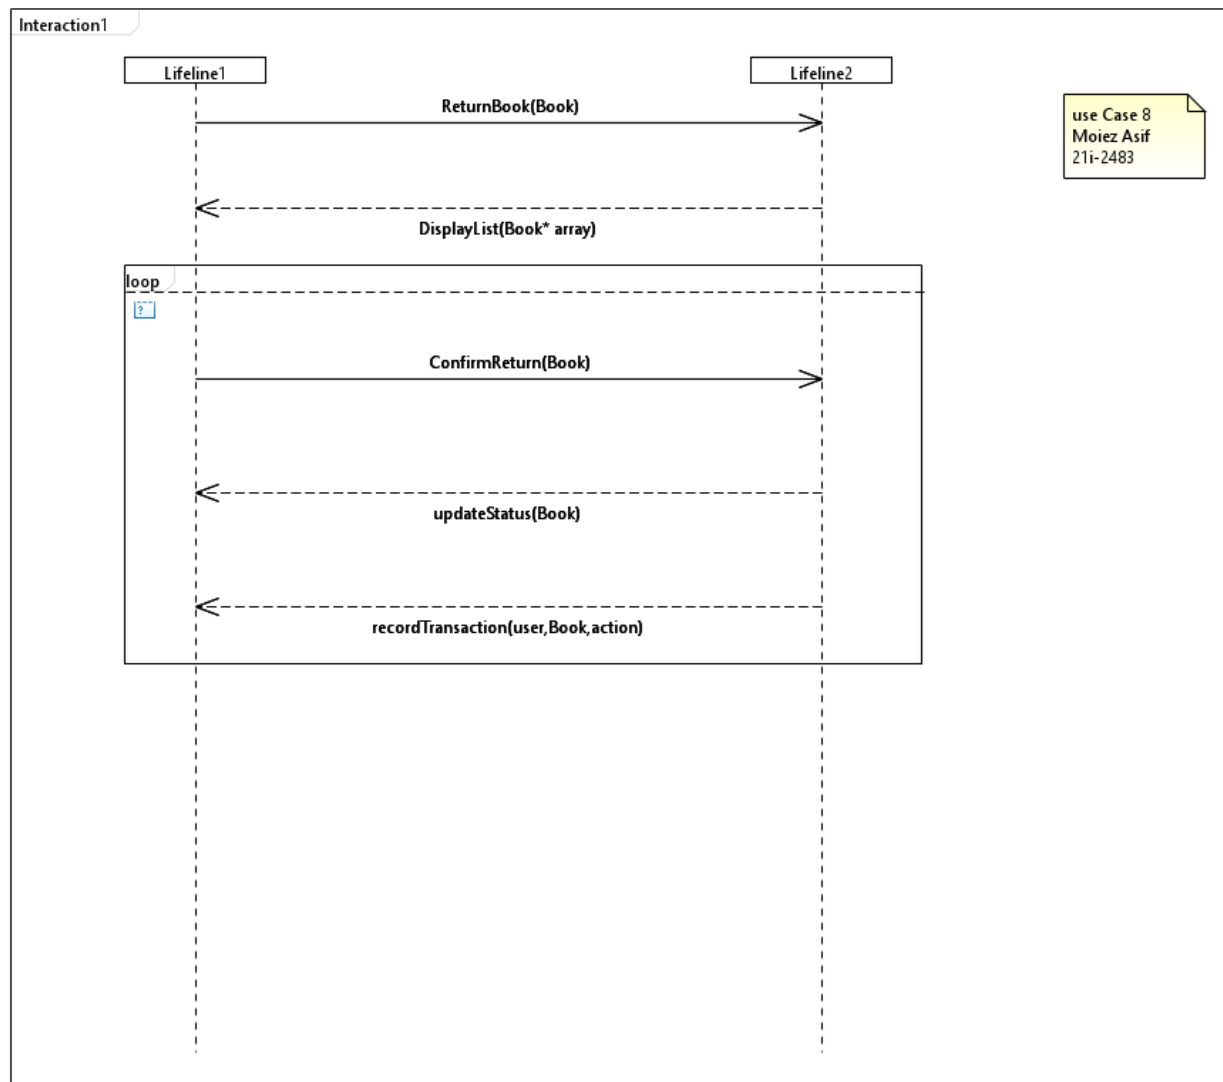 Interaction1
Lifeline1
Lifeline2
ReturnBook(Book)
use Case 8
Moiez Asif
21i-2483
DisplayList(Book* array)
loop
?
ConfirmReturn(Book)
updateStatus(Book)
recordTransaction(user,Book,action)